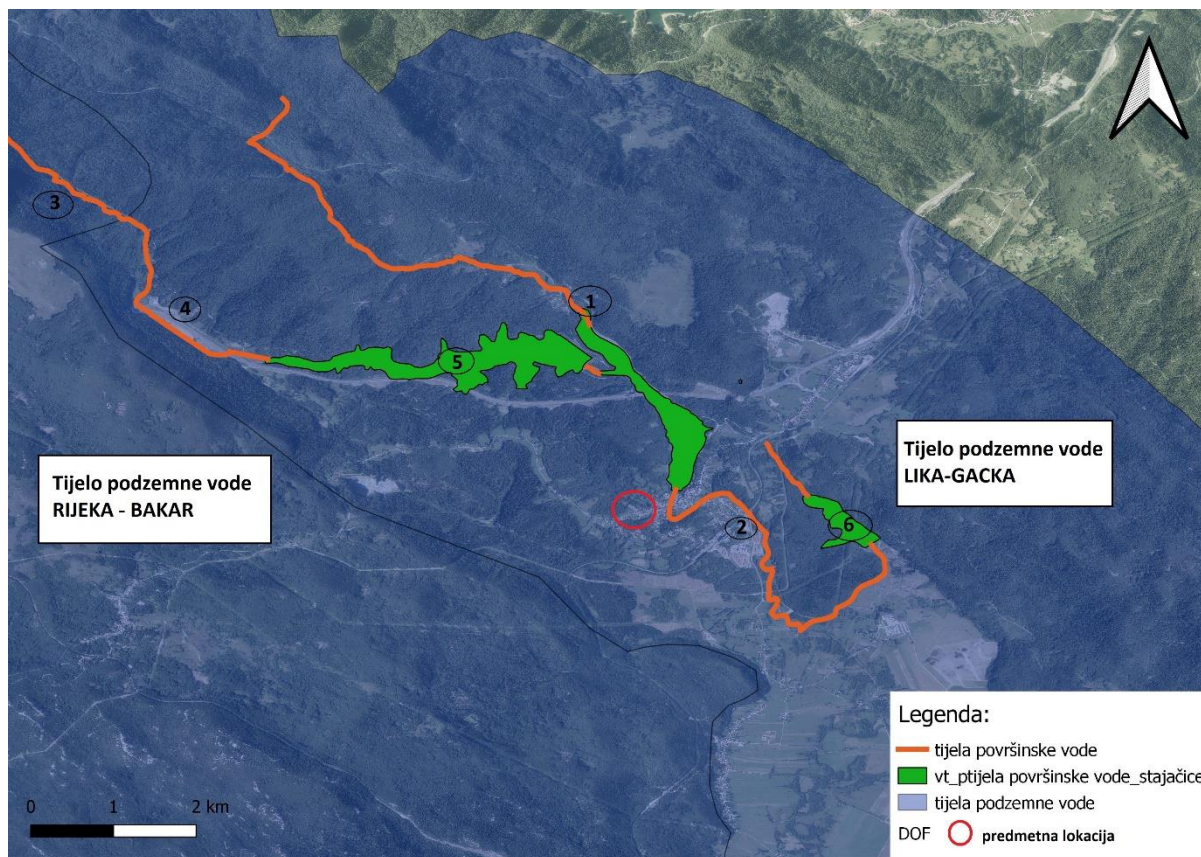 3
4
1
5
Tijelo podzemne vode
RIJEKA - BAKAR
Tijelo podzemne vode
LIKA-GACKA
2
6
Legenda:
tijela površinske vode
vt_ptijela površinske vode_stajačice
tijela podzemne vode
DOF predmetna lokacija
0 1 2 km